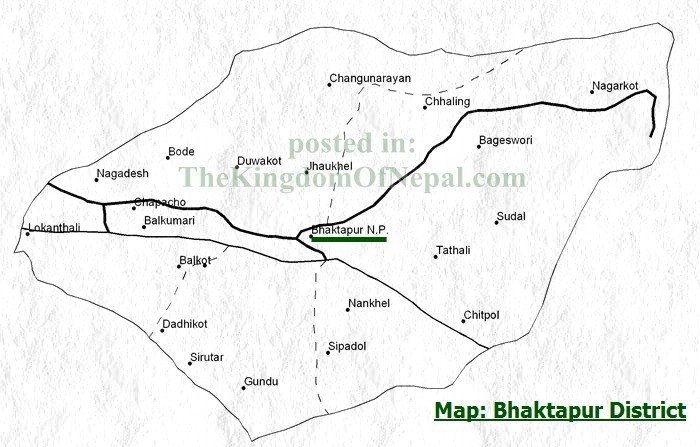 Changunarayan
Nagarkot
Chhaling
posted in:
Bageswori
Bode
Duwakot
Jhaukhel
Nagadesh
TheKingdomOfNepal.com
Chapacho
Balkumari
Sudal
Lokanthali
Bhaktapur N.P.
Tathali
Balkot
Nankhel
Chitpol
Dadhikot
Sipadol
Sirutar
Gundu
Map: Bhaktapur District